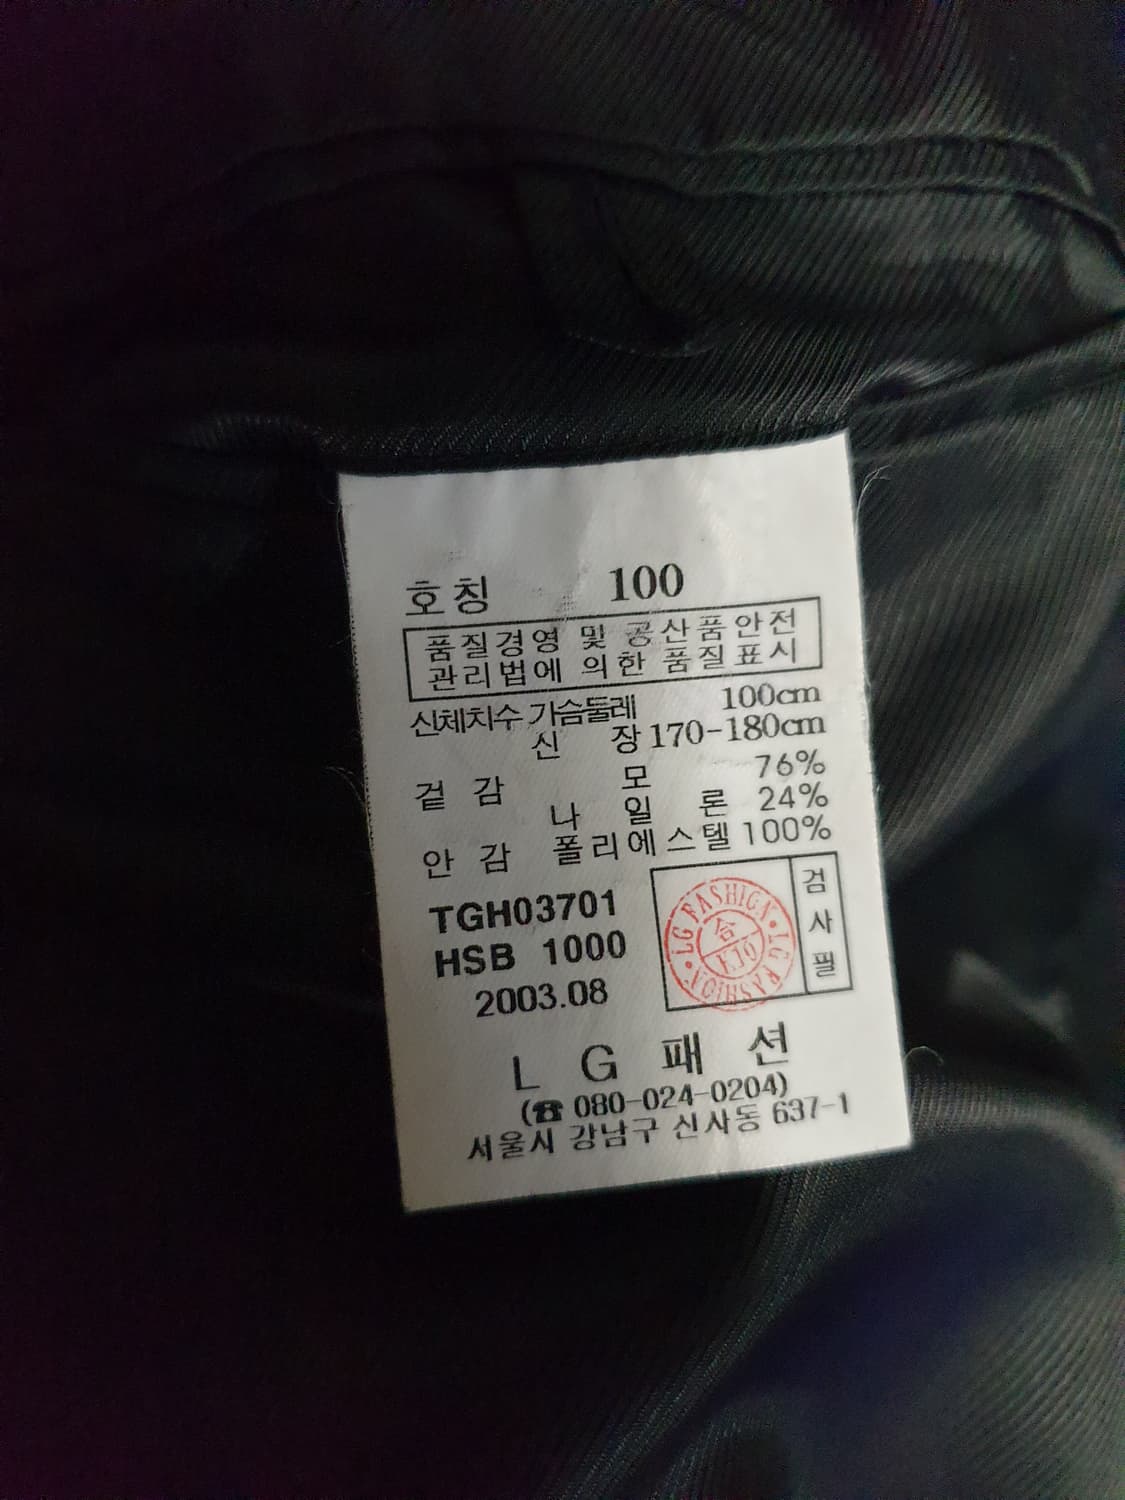 호칭 100
품질경영 및 공산품안전
관리법에 의한 품질표시
신체치수 가슴둘레 100cm
신 장 170-180cm
겉 감 모 76%
나 일 론 24%
안 감 폴리에스텔 100%
TGH03701
HSB 1000
2003.08
LG FASHION · LG FASHION ·
合
검
사
필
L G 패 션
(☎ 080-024-0204)
서울시 강남구 신사동 637-1